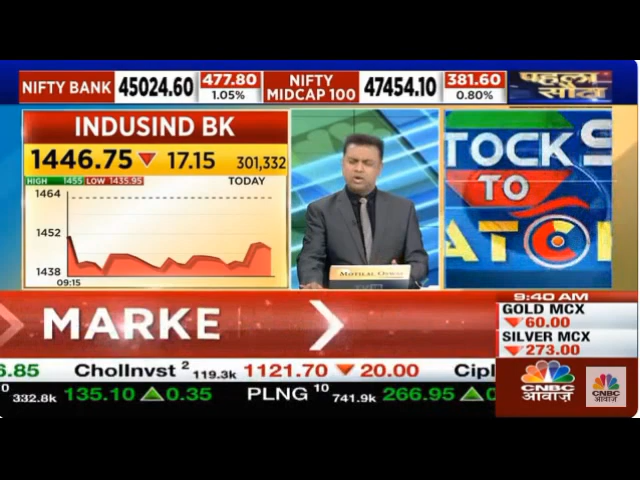 NIFTY BANK 45024.60 477.80 1.05%
NIFTY MIDCAP 100 47454.10 381.60 0.80%
पहला सौदा
INDUSIND BK
1446.75 17.15 301,332
HIGH 1455 LOW 1435.95 TODAY
1464
1452
1438
09:15
STOCKS
TO
MOTILAL OSWAL
MARKE
9:40 AM
GOLD MCX
60.00
SILVER MCX
273.00
6.85 CholInvst 2 119.3k 1121.70 20.00 Cipl
332.8k 135.10 0.35 PLNG 10 741.9k 266.95
CNBC
आवाज़
CNBC
आवाज़